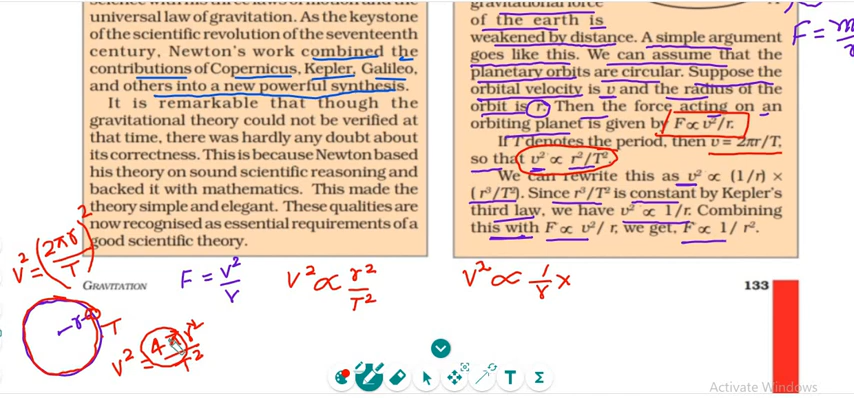 universal law of gravitation. As the keystone
of the scientific revolution of the seventeenth
century, Newton's work combined the
contributions of Copernicus, Kepler, Galileo,
and others into a new powerful synthesis.
It is remarkable that though the
gravitational theory could not be verified at
that time, there was hardly any doubt about
its correctness. This is because Newton based
his theory on sound scientific reasoning and
backed it with mathematics. This made the
theory simple and elegant. These qualities are
now recognised as essential requirements of a
good scientific theory.
gravitational force
of the earth is
weakened by distance. A simple argument
goes like this. We can assume that the
planetary orbits are circular. Suppose the
orbital velocity is v and the radius of the
orbit is r. Then the force acting on an
orbiting planet is given by F ∝ v²/r.
If T denotes the period, then v = 2πr/T,
so that v² ∝ r²/T².
We can rewrite this as v² ∝ (1/r) ×
(r³/T²). Since r³/T² is constant by Kepler's
third law, we have v² ∝ 1/r. Combining
this with F ∝ v²/ r, we get, F ∝ 1/ r².
F =
V² = (2πr/T)²
GRAVITATION
F = v²/r
V² ∝ r²/T²
V² ∝ 1/r x
133
r
T
V² = 4π²r²/T²
T Σ
Activate Windows